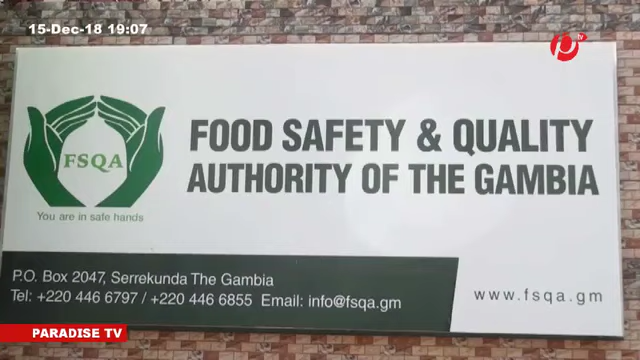 15-Dec-18 19:07
P tv
FOOD SAFETY & QUALITY
AUTHORITY OF THE GAMBIA
FSQA
You are in safe hands
P.O. Box 2047, Serrekunda The Gambia
Tel: +220 446 6797 / +220 446 6855 Email: info@fsqa.gm
www.fsqa.gm
PARADISE TV